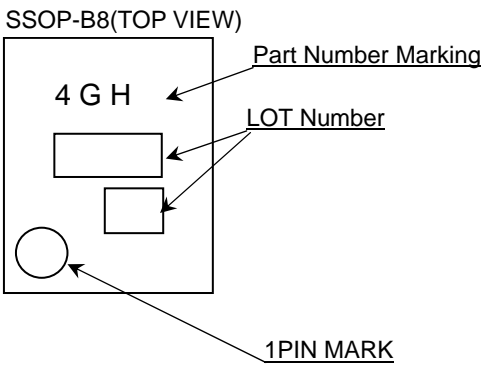 SSOP-B8(TOP VIEW)
Part Number Marking
4 G H
LOT Number
1PIN MARK